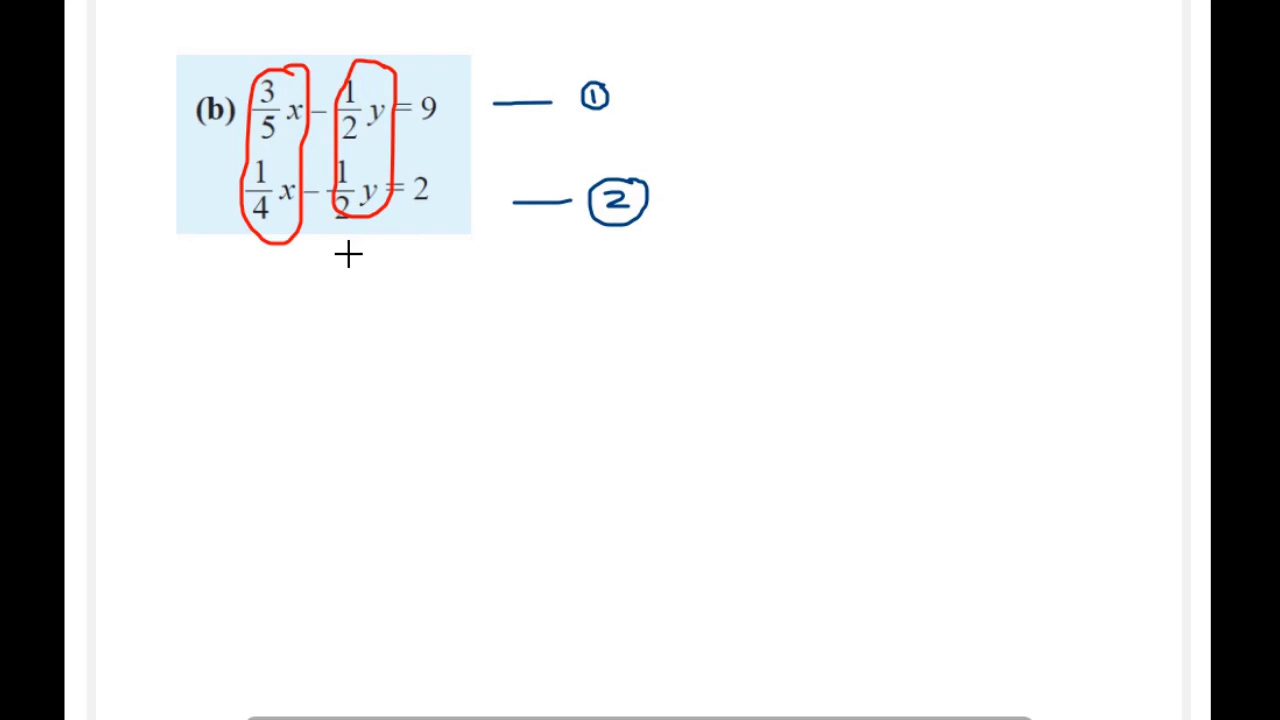 (b) 3/5 x – 1/2 y = 9 — ①
1/4 x – 1/2 y = 2 — ②